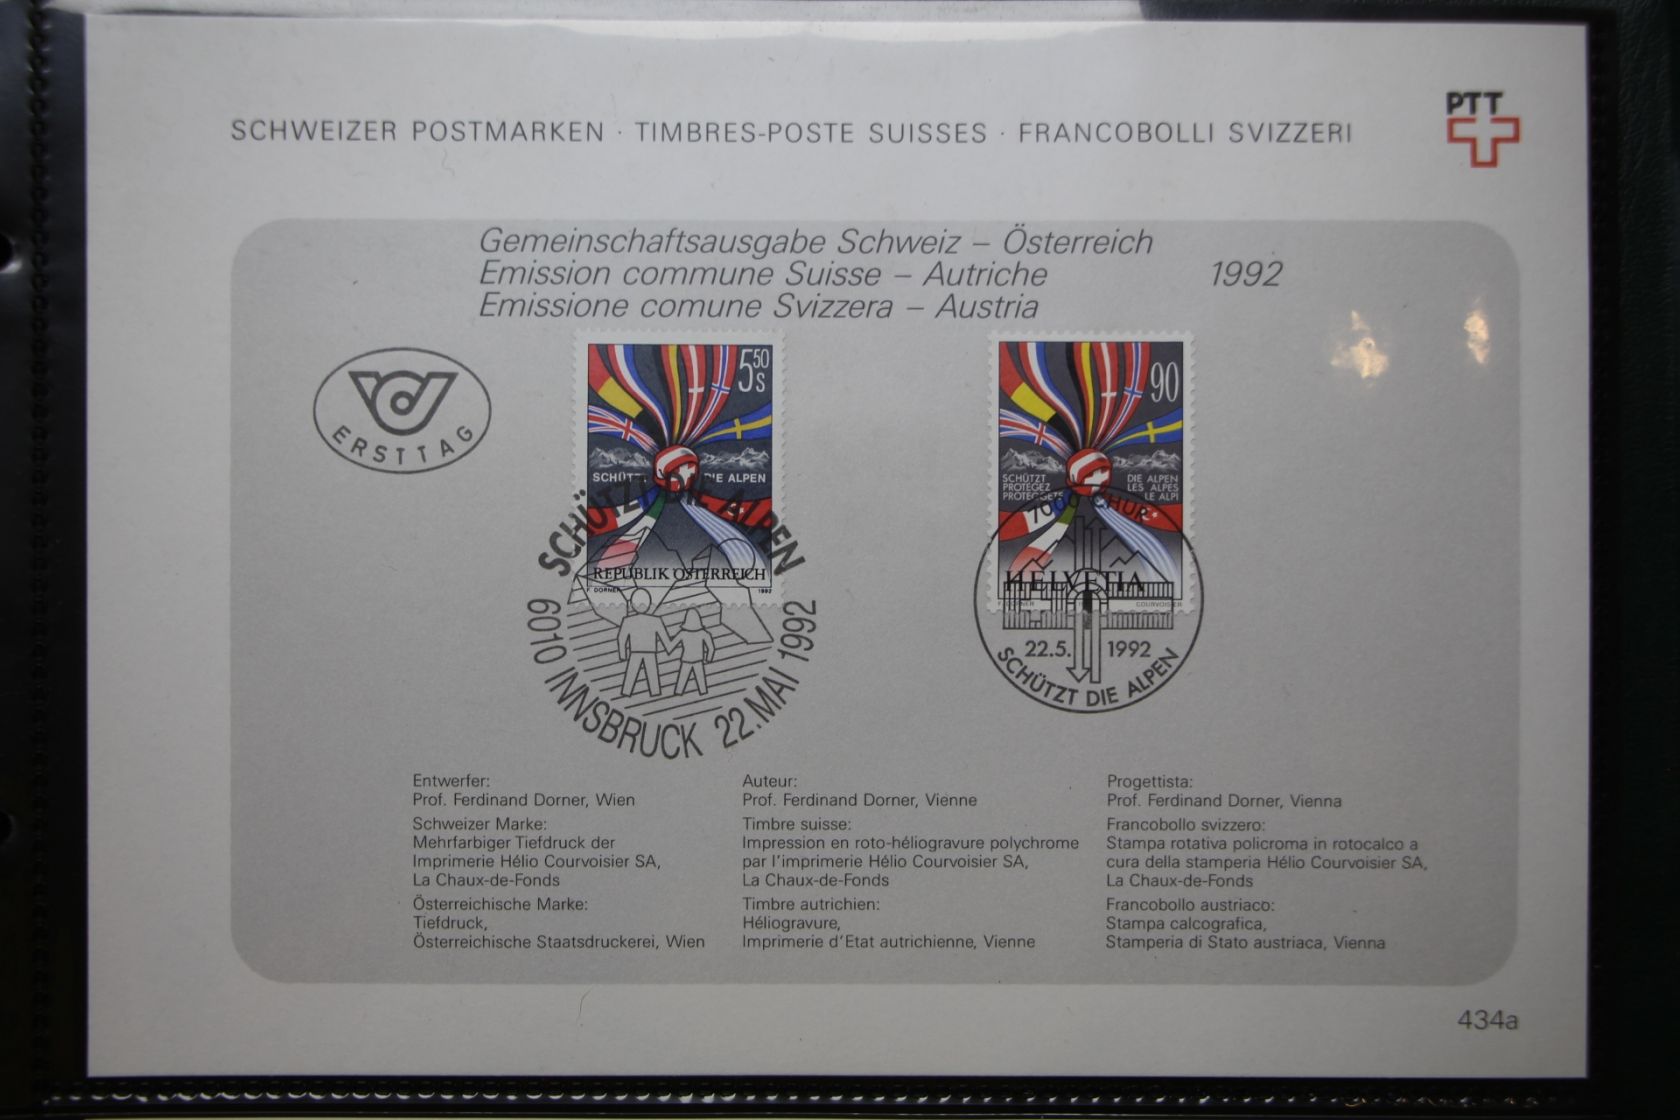 PTT
SCHWEIZER POSTMARKEN · TIMBRES-POSTE SUISSES · FRANCOBOLLI SVIZZERI
Gemeinschaftsausgabe Schweiz – Österreich
Emission commune Suisse – Autriche 1992
Emissione comune Svizzera – Austria
ERSTTAG
5 50 S
SCHÜTZT DIE ALPEN
REPUBLIK ÖSTERREICH
F. DORNER 1992
SCHÜTZT DIE ALPEN
6010 INNSBRUCK 22.MAI 1992
90
SCHÜTZT DIE ALPEN
PROTEGEZ LES ALPES
PROTEGGETE LE ALPI
HELVETIA
F. DORNER COURVOISIER
7000 CHUR
22.5. 1992
SCHÜTZT DIE ALPEN
Entwerfer:
Prof. Ferdinand Dorner, Wien
Schweizer Marke:
Mehrfarbiger Tiefdruck der
Imprimerie Hélio Courvoisier SA,
La Chaux-de-Fonds
Österreichische Marke:
Tiefdruck,
Österreichische Staatsdruckerei, Wien
Auteur:
Prof. Ferdinand Dorner, Vienne
Timbre suisse:
Impression en roto-héliogravure polychrome
par l'imprimerie Hélio Courvoisier SA,
La Chaux-de-Fonds
Timbre autrichien:
Héliogravure,
Imprimerie d'Etat autrichienne, Vienne
Progettista:
Prof. Ferdinand Dorner, Vienna
Francobollo svizzero:
Stampa rotativa policroma in rotocalco a
cura della stamperia Hélio Courvoisier SA,
La Chaux-de-Fonds
Francobollo austriaco:
Stampa calcografica,
Stamperia di Stato austriaca, Vienna
434a